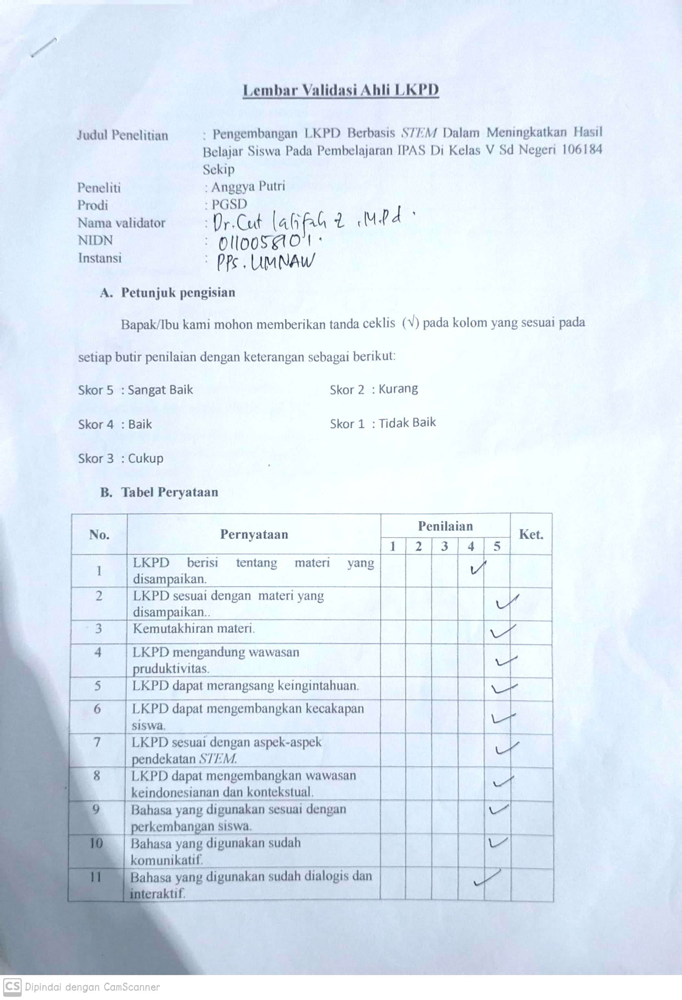 Lembar Validasi Ahli LKPD
Judul Penelitian : Pengembangan LKPD Berbasis STEM Dalam Meningkatkan Hasil
Belajar Siswa Pada Pembelajaran IPAS Di Kelas V Sd Negeri 106184
Sekip
Peneliti : Anggya Putri
Prodi : PGSD
Nama validator : Dr. Cut latifah Z , M.Pd.
NIDN :
Instansi : PPs. UMNAW
A. Petunjuk pengisian
Bapak/Ibu kami mohon memberikan tanda ceklis (√) pada kolom yang sesuai pada
setiap butir penilaian dengan keterangan sebagai berikut:
Skor 5 : Sangat Baik Skor 2 : Kurang
Skor 4 : Baik Skor 1 : Tidak Baik
Skor 3 : Cukup
B. Tabel Peryataan
No. Pernyataan Penilaian Ket.
1 2 3 4 5
1 LKPD berisi tentang materi yang ✓
disampaikan.
2 LKPD sesuai dengan materi yang ✓
disampaikan..
3 Kemutakhiran materi. ✓
4 LKPD mengandung wawasan ✓
pruduktivitas.
5 LKPD dapat merangsang keingintahuan. ✓
6 LKPD dapat mengembangkan kecakapan ✓
siswa.
7 LKPD sesuai dengan aspek-aspek ✓
pendekatan STEM.
8 LKPD dapat mengembangkan wawasan ✓
keindonesianan dan kontekstual.
9 Bahasa yang digunakan sesuai dengan ✓
perkembangan siswa.
10 Bahasa yang digunakan sudah ✓
komunikatif.
11 Bahasa yang digunakan sudah dialogis dan ✓
interaktif.
CS Dipindai dengan CamScanner